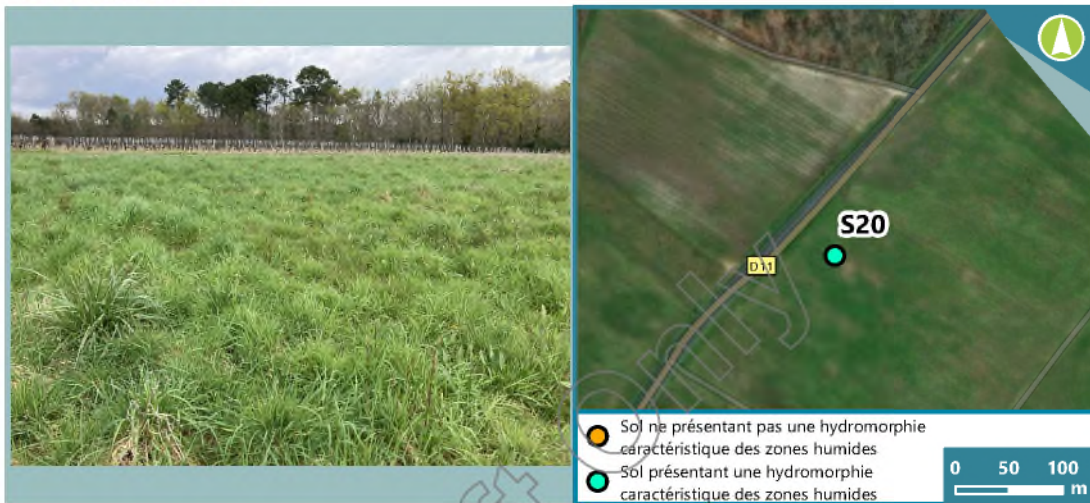 S20
D11
Sol ne présentant pas une hydromorphie
caractéristique des zones humides
Sol présentant une hydromorphie
caractéristique des zones humides
0 50 100
m